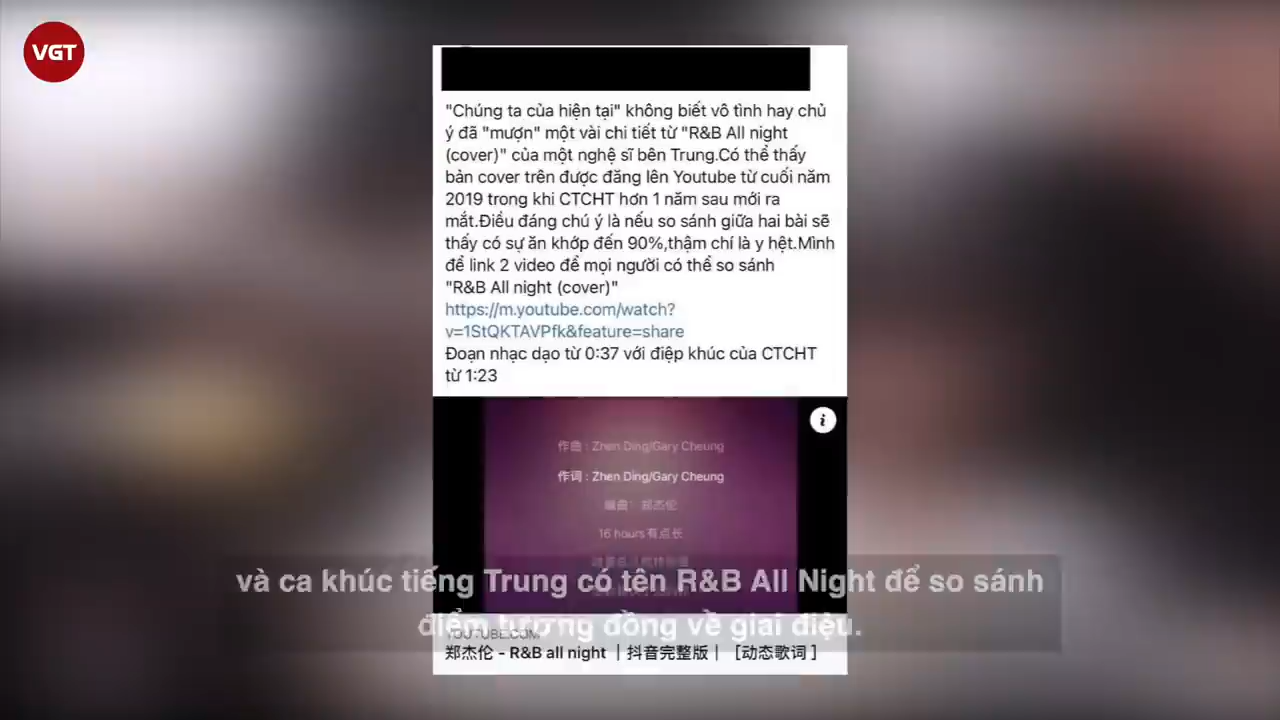 VGT
"Chúng ta của hiện tại" không biết vô tình hay chủ
ý đã "mượn" một vài chi tiết từ "R&B All night
(cover)" của một nghệ sĩ bên Trung.Có thể thấy
bản cover trên được đăng lên Youtube từ cuối năm
2019 trong khi CTCHT hơn 1 năm sau mới ra
mắt.Điều đáng chú ý là nếu so sánh giữa hai bài sẽ
thấy có sự ăn khớp đến 90%,thậm chí là y hệt.Mình
để link 2 video để mọi người có thể so sánh
"R&B All night (cover)"
https://m.youtube.com/watch?
v=1StQKTAVPfk&feature=share
Đoạn nhạc dạo từ 0:37 với điệp khúc của CTCHT
từ 1:23
作曲 : Zhen Ding/Gary Cheung
作词 : Zhen Ding/Gary Cheung
编曲: 郑杰伦
16 hours有点长
và ca khúc tiếng Trung có tên R&B All Night để so sánh
điểm tương đồng về giai điệu.
YOUTUBE.COM
郑杰伦 - R&B all night ｜抖音完整版｜ [动态歌词 ]